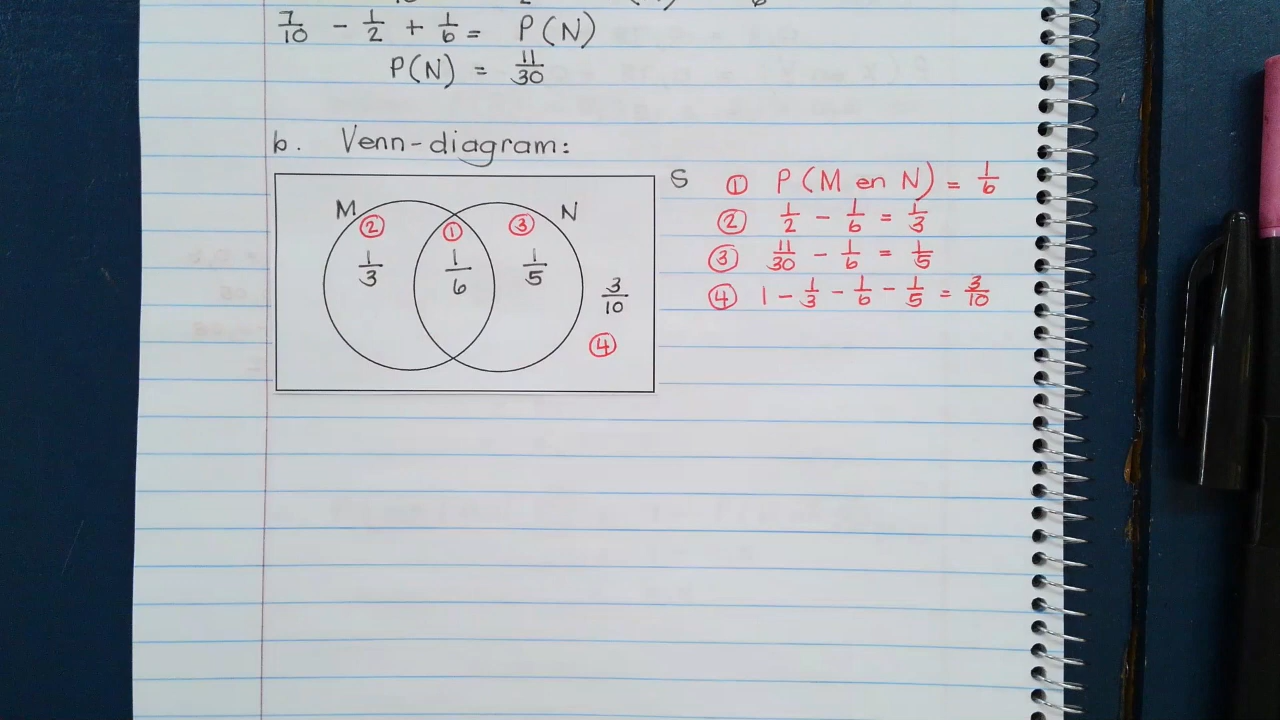 7/10 - 1/2 + 1/6 = P(N)
P(N) = 11/30
b. Venn-diagram:
S
M ② ① ③ N
1/3 1/6 1/5
3/10
④
① P(M en N) = 1/6
② 1/2 - 1/6 = 1/3
③ 11/30 - 1/6 = 1/5
④ 1 - 1/3 - 1/6 - 1/5 = 3/10